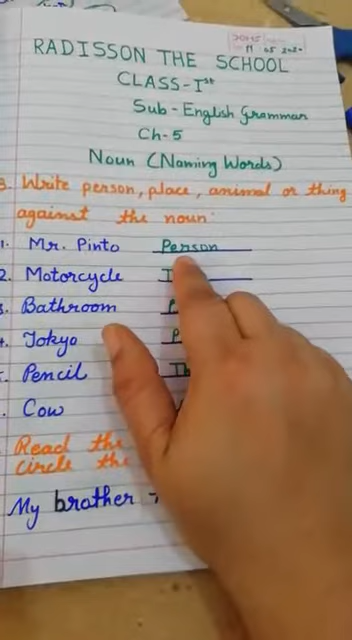 RADISSON THE SCHOOL
CLASS-Ist
Sub - English Grammar
Ch-5
Noun (Naming Words)
Write person, place, animal or thing
against the noun.
1. Mr. Pinto Person
2. Motorcycle
Bathroom
4. Tokyo
Pencil Th
Cow
Read the
circle the
My brother